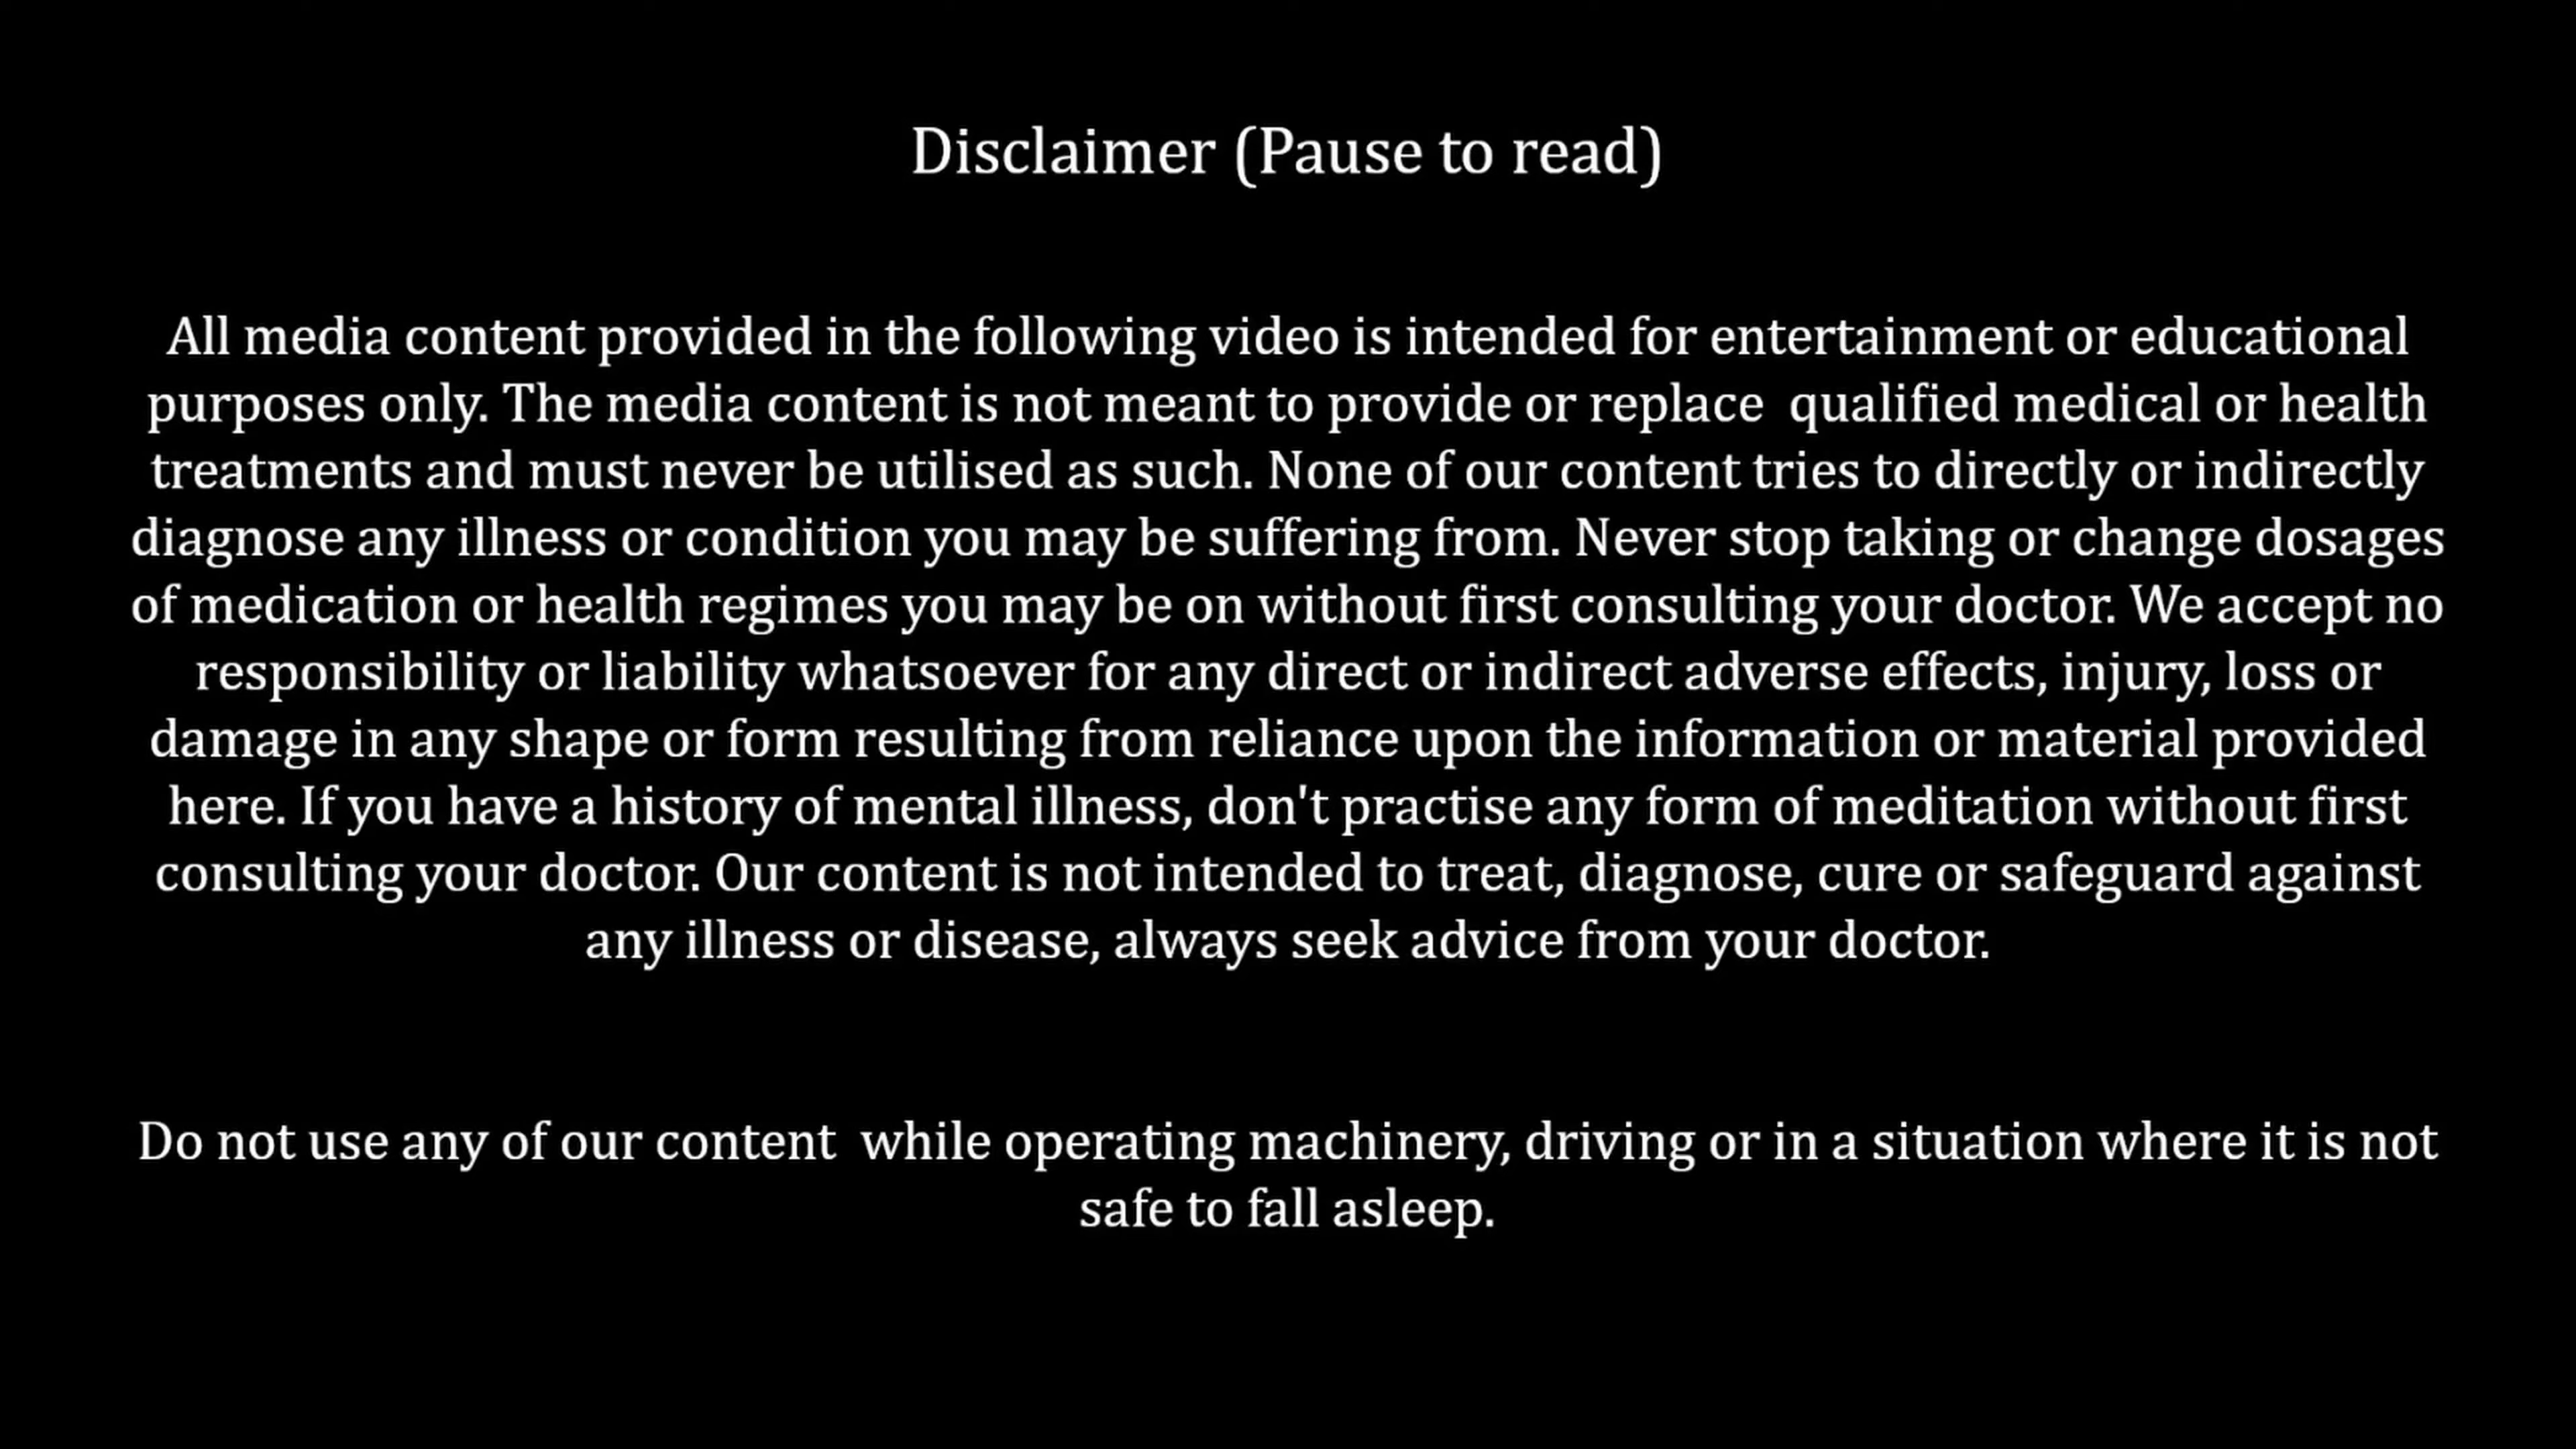 Disclaimer (Pause to read)
All media content provided in the following video is intended for entertainment or educational
purposes only. The media content is not meant to provide or replace  qualified medical or health
treatments and must never be utilised as such. None of our content tries to directly or indirectly
diagnose any illness or condition you may be suffering from. Never stop taking or change dosages
of medication or health regimes you may be on without first consulting your doctor. We accept no
responsibility or liability whatsoever for any direct or indirect adverse effects, injury, loss or
damage in any shape or form resulting from reliance upon the information or material provided
here. If you have a history of mental illness, don't practise any form of meditation without first
consulting your doctor. Our content is not intended to treat, diagnose, cure or safeguard against
any illness or disease, always seek advice from your doctor.
Do not use any of our content  while operating machinery, driving or in a situation where it is not
safe to fall asleep.